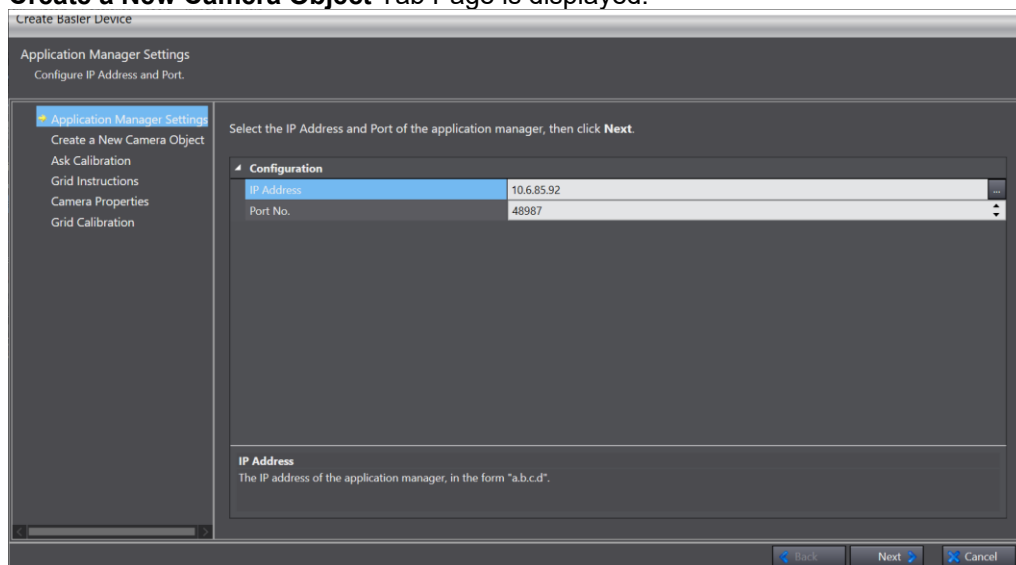 Create a New Camera Object Tab Page is displayed.
Create Basler Device
Application Manager Settings
Configure IP Address and Port.
Application Manager Settings
Create a New Camera Object
Ask Calibration
Grid Instructions
Camera Properties
Grid Calibration
Select the IP Address and Port of the application manager, then click Next.
Configuration
IP Address 10.6.85.92 ...
Port No. 48987
IP Address
The IP address of the application manager, in the form "a.b.c.d".
Back Next Cancel